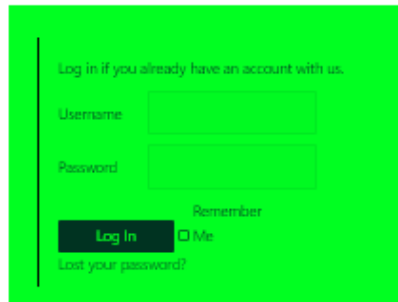 Log in if you already have an account with us.
Username
Password
Remember
Log In Me
Lost your password?